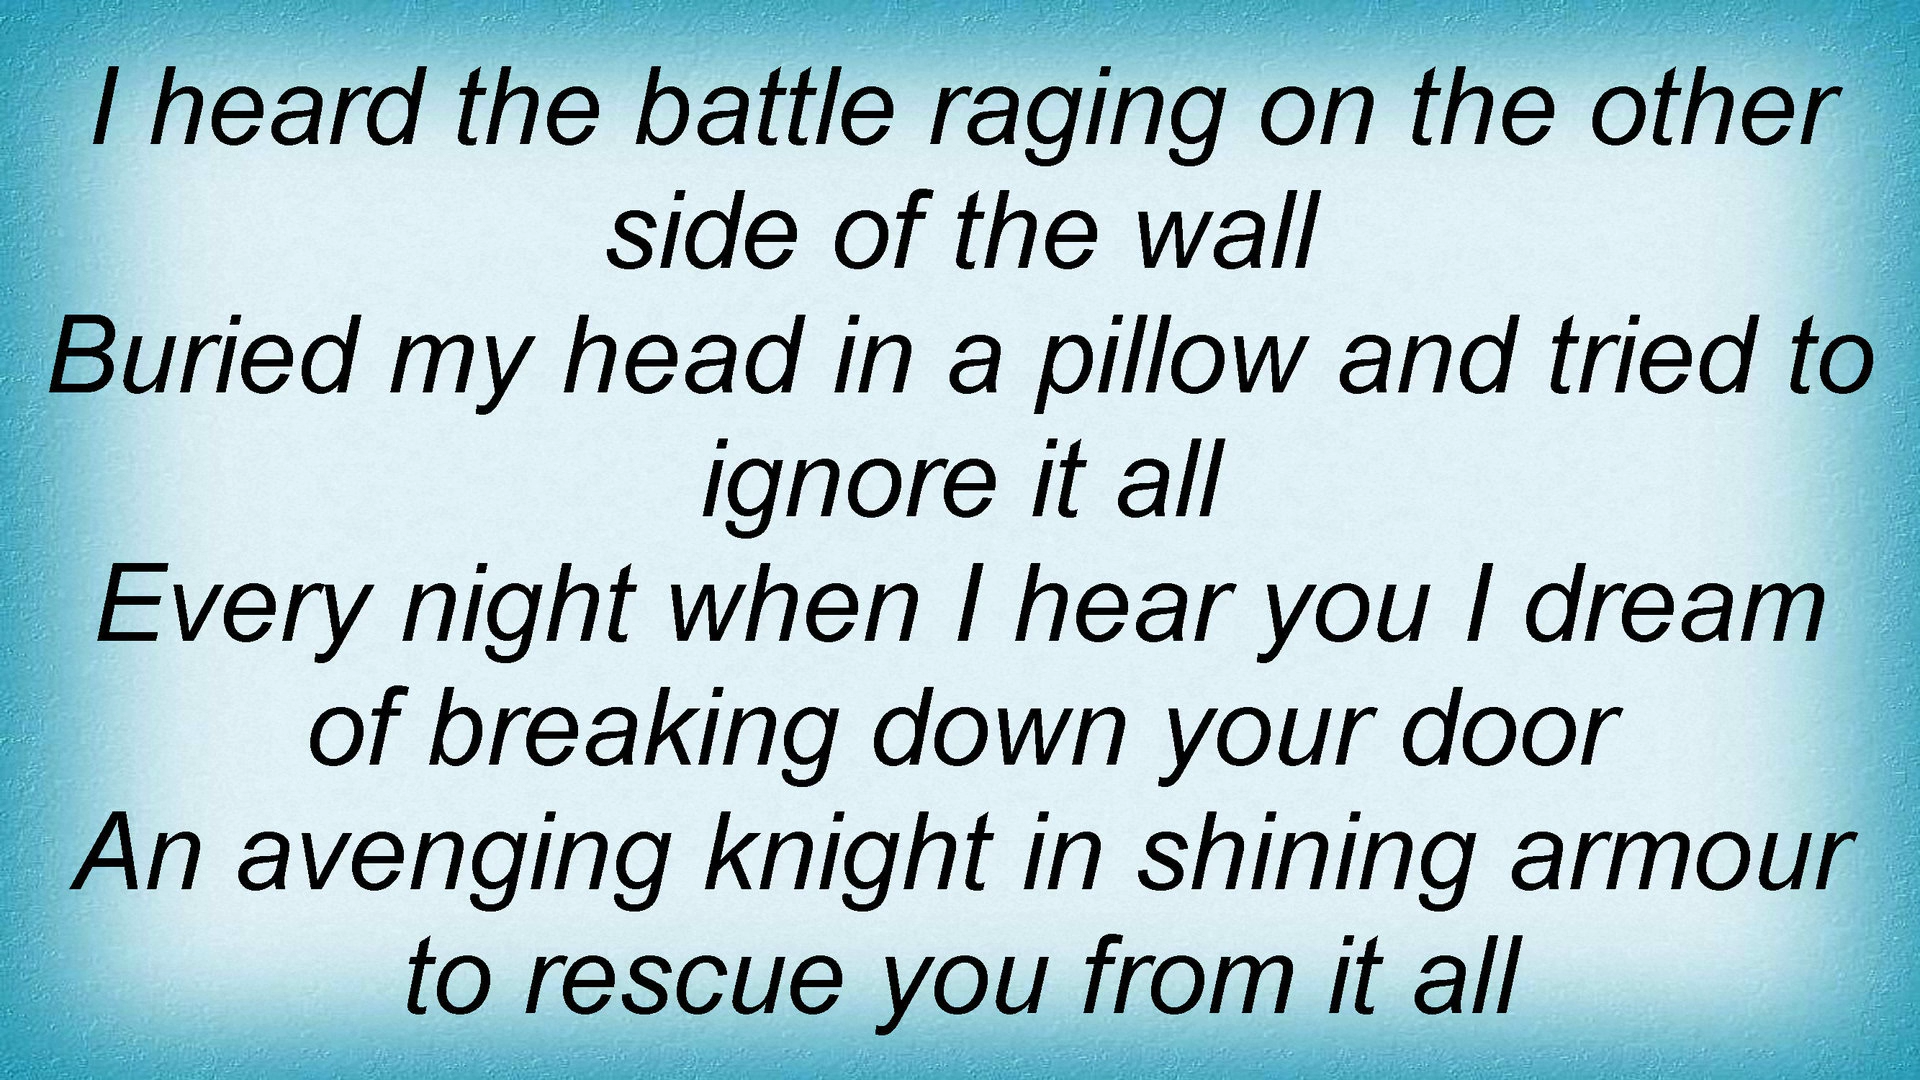 I heard the battle raging on the other
side of the wall
Buried my head in a pillow and tried to
ignore it all
Every night when I hear you I dream
of breaking down your door
An avenging knight in shining armour
to rescue you from it all